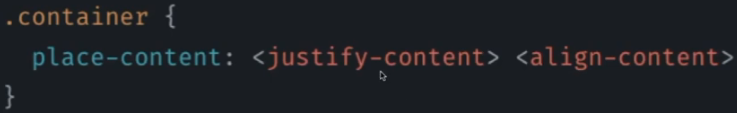 .container {
place-content: <justify-content> <align-content>
}